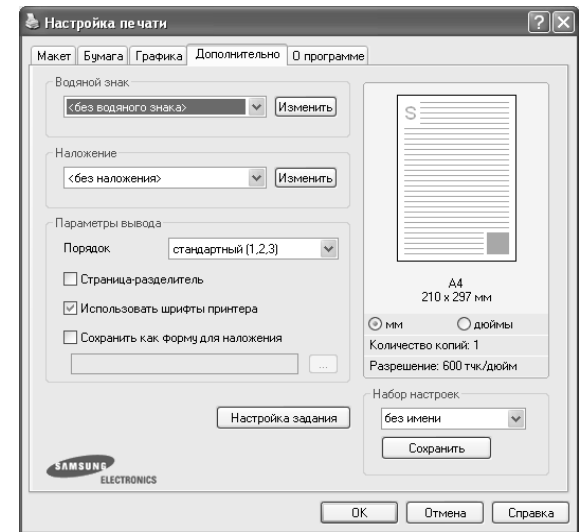 Настройка печати
Макет Бумага Графика Дополнительно О программе
Водяной знак
<без водяного знака> Изменить
Наложение
<без наложения> Изменить
Параметры вывода
Порядок стандартный (1,2,3)
Страница-разделитель
Использовать шрифты принтера
Сохранить как форму для наложения
...
Настройка задания
SAMSUNG
ELECTRONICS
S
A4
210 x 297 мм
мм дюймы
Количество копий: 1
Разрешение: 600 тчк/дюйм
Набор настроек
без имени
Сохранить
OK Отмена Справка